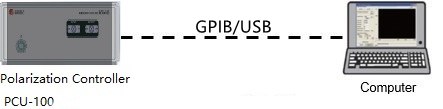 GPIB/USB
Polarization Controller
PCU-100
Computer